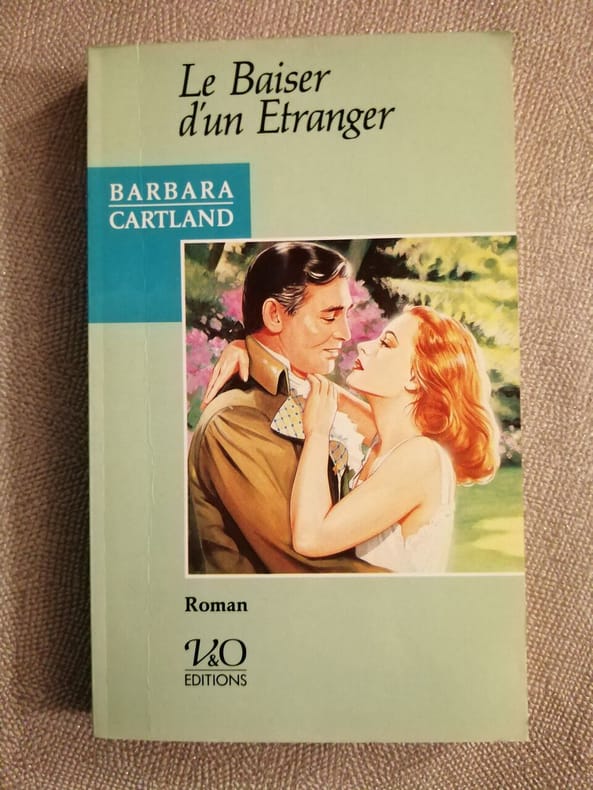 Le Baiser
d'un Etranger
BARBARA
CARTLAND
Roman
V&O
EDITIONS